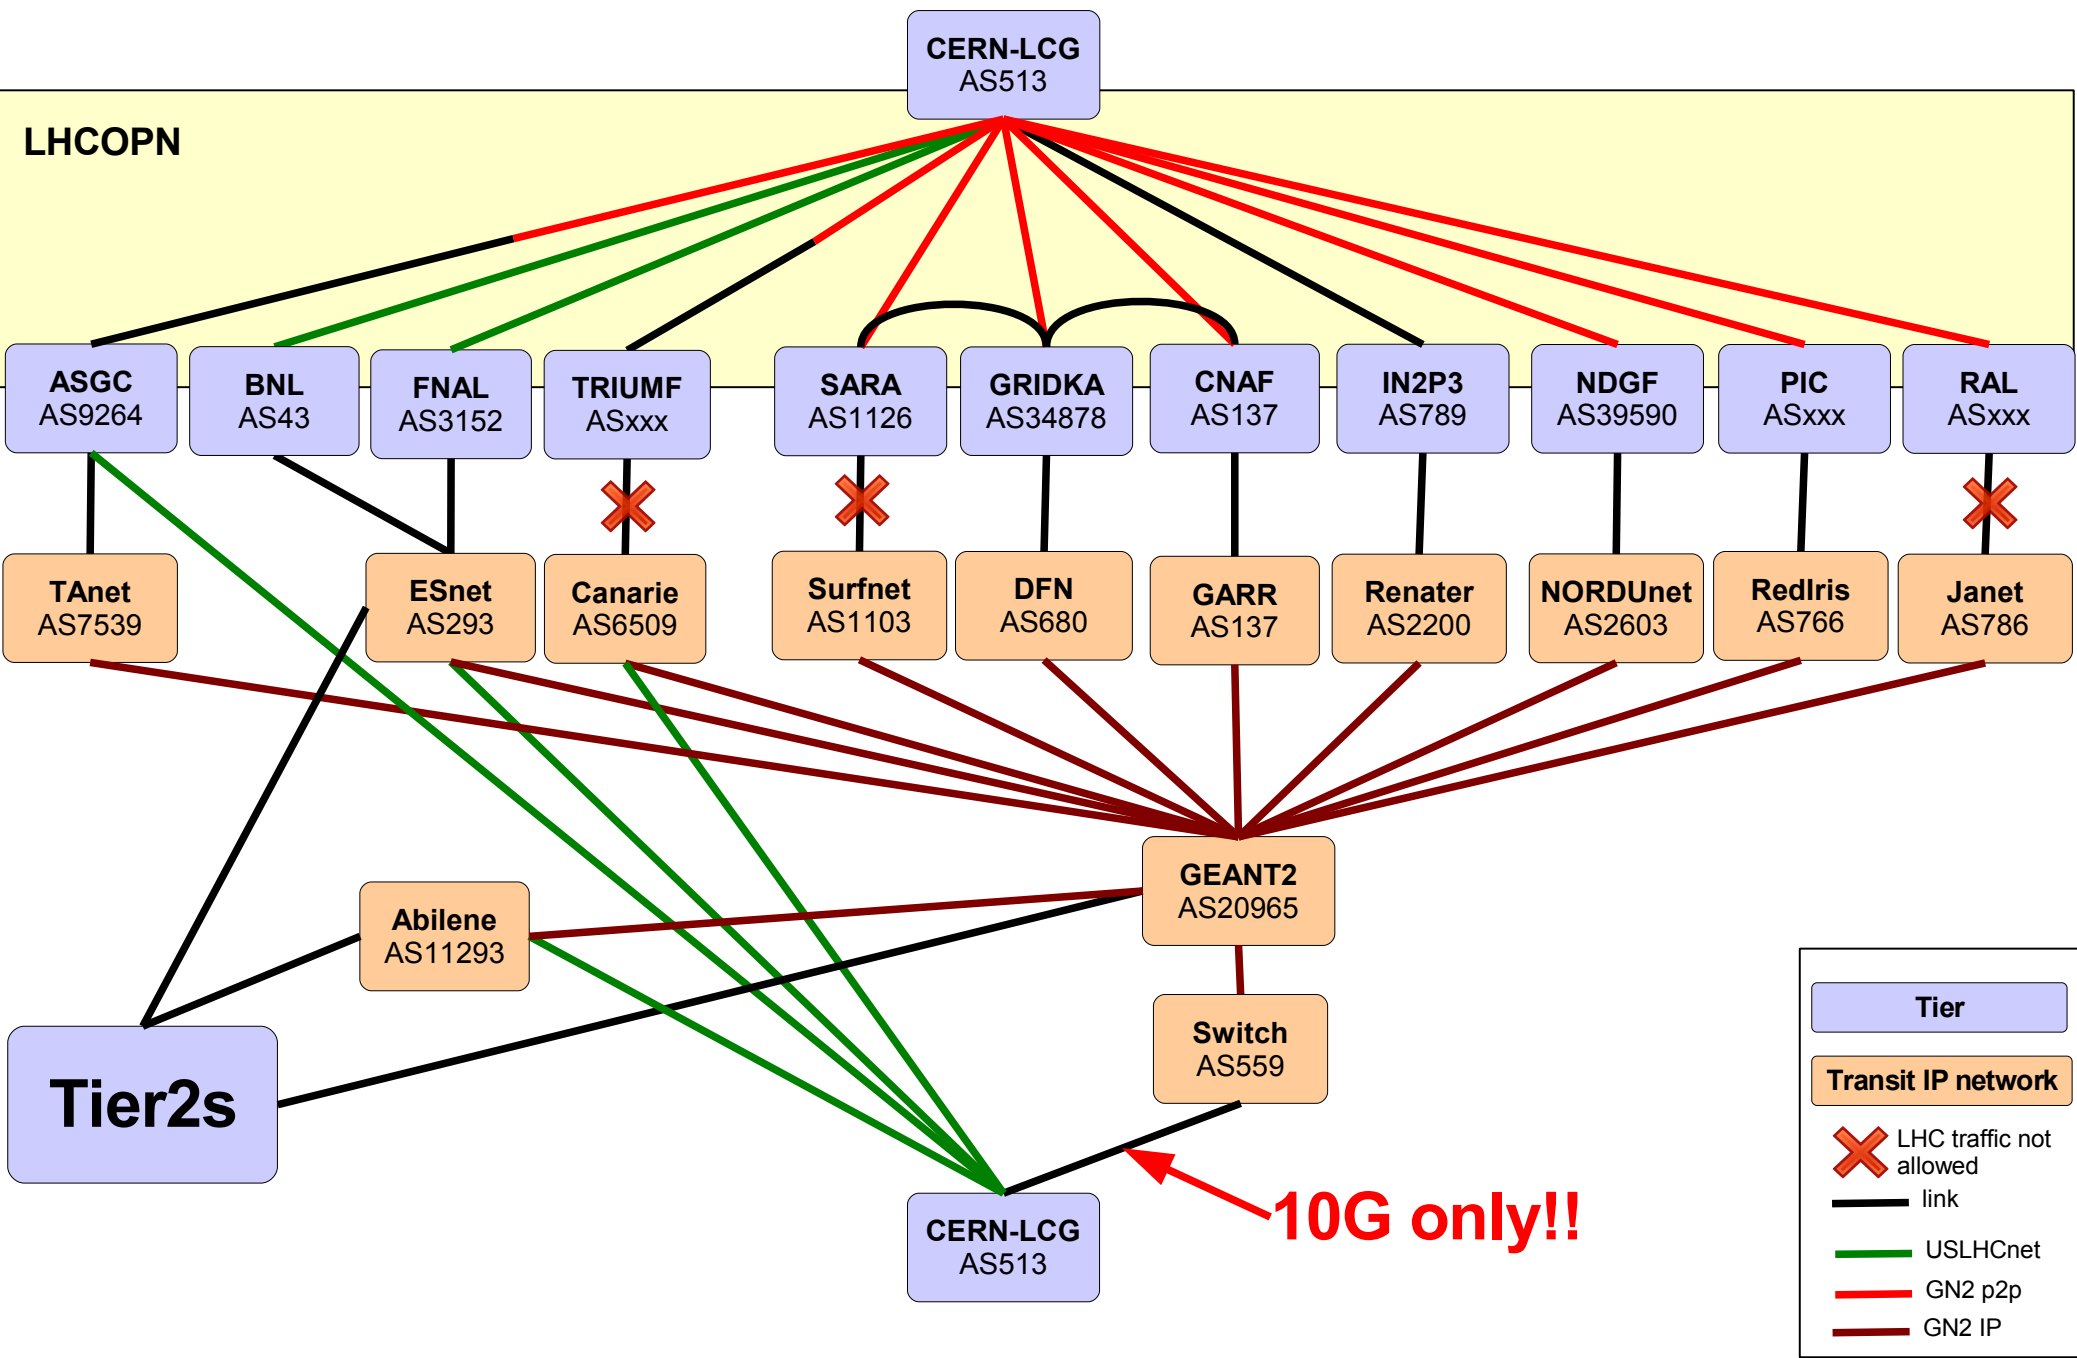 CERN-LCG
AS513
LHCOPN
ASGC
AS9264
BNL
AS43
FNAL
AS3152
TRIUMF
ASxxx
SARA
AS1126
GRIDKA
AS34878
CNAF
AS137
IN2P3
AS789
NDGF
AS39590
PIC
ASxxx
RAL
ASxxx
TAnet
AS7539
ESnet
AS293
Canarie
AS6509
Surfnet
AS1103
DFN
AS680
GARR
AS137
Renater
AS2200
NORDUnet
AS2603
RedIris
AS766
Janet
AS786
GEANT2
AS20965
Abilene
AS11293
Switch
AS559
Tier2s
10G only!!
CERN-LCG
AS513
Tier
Transit IP network
LHC traffic not
allowed
link
USLHCnet
GN2 p2p
GN2 IP